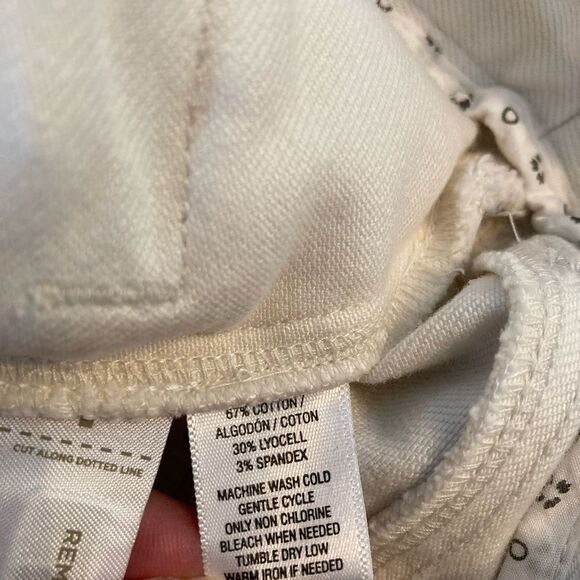 CUT ALONG DOTTED LINE
REM
67% COTTON /
ALGODÓN / COTON
30% LYOCELL
3% SPANDEX
MACHINE WASH COLD
GENTLE CYCLE
ONLY NON CHLORINE
BLEACH WHEN NEEDED
TUMBLE DRY LOW
WARM IRON IF NEEDED